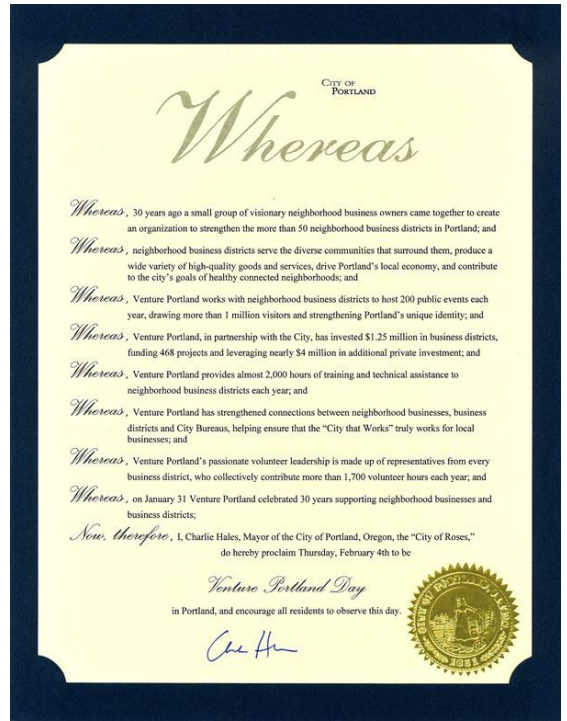 CITY OF
PORTLAND
Whereas
Whereas, 30 years ago a small group of visionary neighborhood business owners came together to create
an organization to strengthen the more than 50 neighborhood business districts in Portland; and
Whereas, neighborhood business districts serve the diverse communities that surround them, produce a
wide variety of high-quality goods and services, drive Portland's local economy, and contribute
to the city's goals of healthy connected neighborhoods; and
Whereas, Venture Portland works with neighborhood business districts to host 200 public events each
year, drawing more than 1 million visitors and strengthening Portland's unique identity; and
Whereas, Venture Portland, in partnership with the City, has invested $1.25 million in business districts,
funding 468 projects and leveraging nearly $4 million in additional private investment; and
Whereas, Venture Portland provides almost 2,000 hours of training and technical assistance to
neighborhood business districts each year; and
Whereas, Venture Portland has strengthened connections between neighborhood businesses, business
districts and City Bureaus, helping ensure that the “City that Works” truly works for local
businesses; and
Whereas, Venture Portland's passionate volunteer leadership is made up of representatives from every
business district, who collectively contribute more than 1,700 volunteer hours each year; and
Whereas, on January 31 Venture Portland celebrated 30 years supporting neighborhood businesses and
business districts;
Now, therefore, I, Charlie Hales, Mayor of the City of Portland, Oregon, the “City of Roses,”
do hereby proclaim Thursday, February 4th to be
Venture Portland Day
in Portland, and encourage all residents to observe this day.
1851